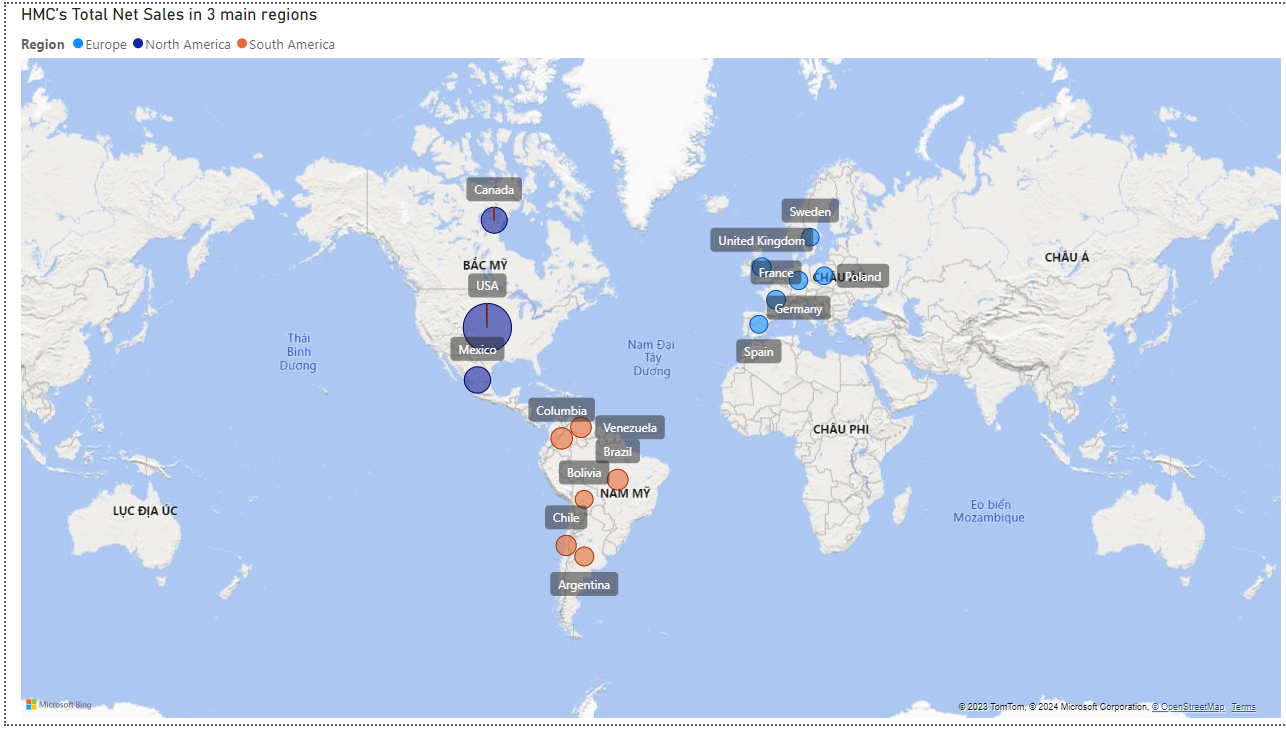 HMC's Total Net Sales in 3 main regions
Region Europe North America South America
Canada
BẮC MỸ
USA
Mexico
Thái
Bình
Dương
Nam Đại
Tây
Dương
Sweden
United Kingdom
France
CHÂU
Poland
Germany
Spain
CHÂU Á
CHÂU PHI
Columbia
Venezuela
Brazil
Bolivia
NAM MỸ
Chile
Argentina
LỤC ĐỊA ÚC
Eo biển
Mozambique
Microsoft Bing
© 2023 TomTom, © 2024 Microsoft Corporation, © OpenStreetMap Terms